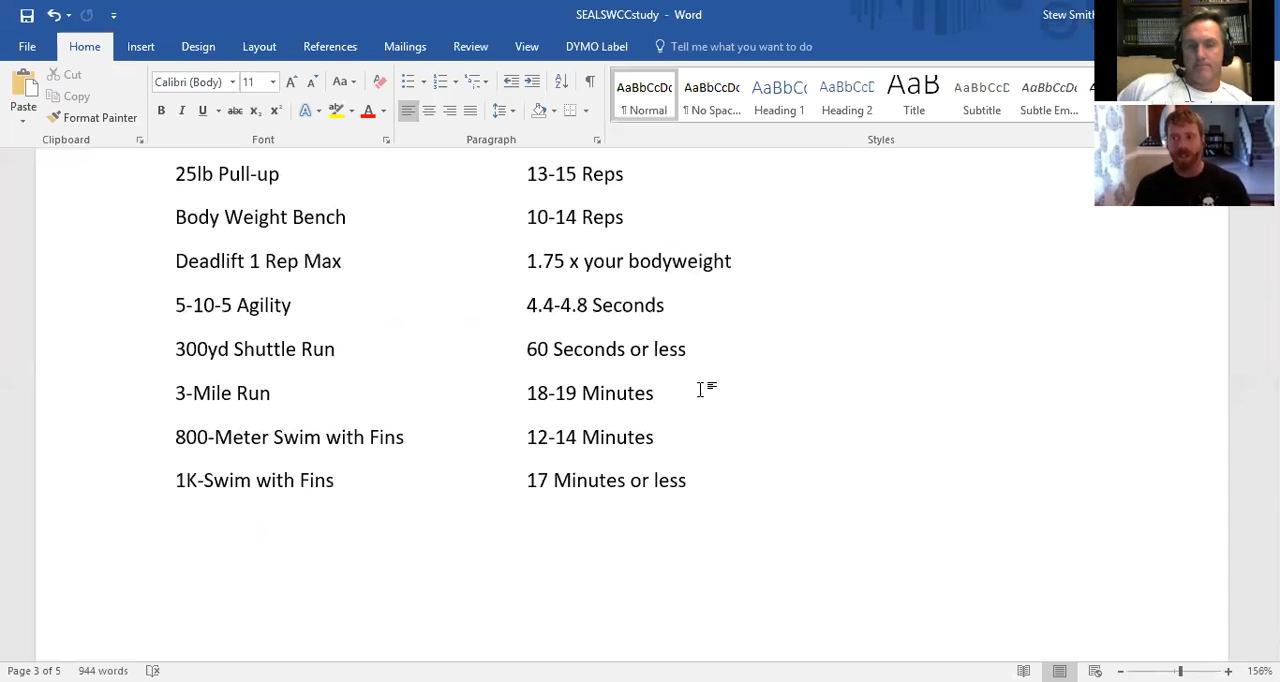 SEALSWCCstudy - Word
Stew Smith
File Home Insert Design Layout References Mailings Review View DYMO Label Tell me what you want to do
Paste
Cut
Copy
Format Painter
Clipboard
Calibri (Body) 11
Font
Paragraph
AaBbCcDc AaBbCcDc AaBbCc AaBbCcD AaB AaBbCcD AaBbCcDc
¶ Normal ¶ No Spac... Heading 1 Heading 2 Title Subtitle Subtle Em...
Styles
25lb Pull-up 13-15 Reps
Body Weight Bench 10-14 Reps
Deadlift 1 Rep Max 1.75 x your bodyweight
5-10-5 Agility 4.4-4.8 Seconds
300yd Shuttle Run 60 Seconds or less
3-Mile Run 18-19 Minutes
800-Meter Swim with Fins 12-14 Minutes
1K-Swim with Fins 17 Minutes or less
Page 3 of 5 944 words 156%